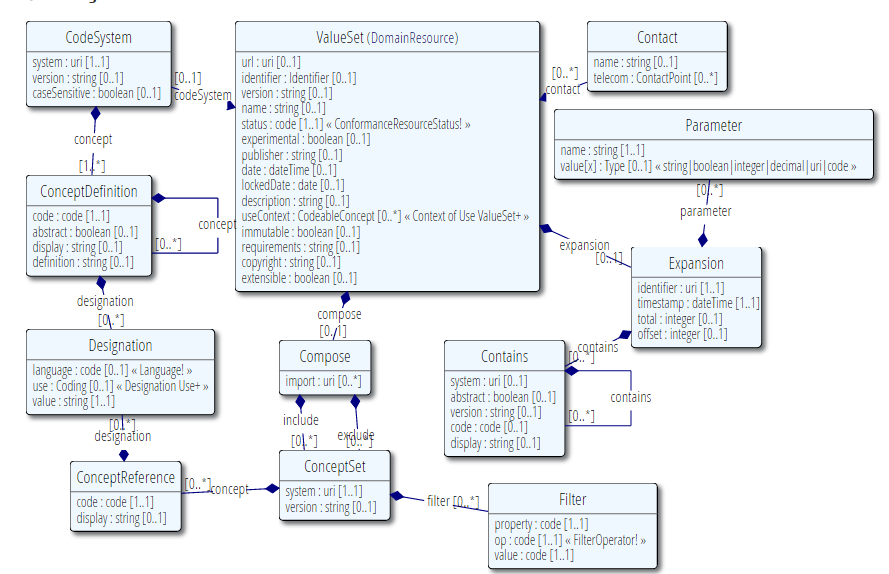 CodeSystem
system : uri [1..1]
version : string [0..1]
caseSensitive : boolean [0..1]
[0..1]
codeSystem
ValueSet (DomainResource)
url : uri [0..1]
identifier : Identifier [0..1]
version : string [0..1]
name : string [0..1]
status : code [1..1] « ConformanceResourceStatus! »
experimental : boolean [0..1]
publisher : string [0..1]
date : dateTime [0..1]
lockedDate : date [0..1]
description : string [0..1]
useContext : CodeableConcept [0..*] « Context of Use ValueSet+ »
immutable : boolean [0..1]
requirements : string [0..1]
copyright : string [0..1]
extensible : boolean [0..1]
Contact
name : string [0..1]
telecom : ContactPoint [0..*]
[0..*]
contact
Parameter
name : string [1..1]
value[x] : Type [0..1] « string|boolean|integer|decimal|uri|code »
[0..*]
parameter
concept
[1..*]
ConceptDefinition
code : code [1..1]
abstract : boolean [0..1]
display : string [0..1]
definition : string [0..1]
concept
[0..*]
expansion
[0..1]
Expansion
identifier : uri [1..1]
timestamp : dateTime [1..1]
total : integer [0..1]
offset : integer [0..1]
designation
[0..*]
compose
[0..1]
Designation
language : code [0..1] « Language! »
use : Coding [0..1] « Designation Use+ »
value : string [1..1]
Compose
import : uri [0..*]
contains
[0..*]
Contains
system : uri [0..1]
abstract : boolean [0..1]
version : string [0..1]
code : code [0..1]
display : string [0..1]
contains
[0..*]
[0..*]
designation
include
[0..*]
exclude
[0..*]
ConceptReference
code : code [1..1]
display : string [0..1]
[0..*]
concept
ConceptSet
system : uri [1..1]
version : string [0..1]
filter
[0..*]
Filter
property : code [1..1]
op : code [1..1] « FilterOperator! »
value : code [1..1]